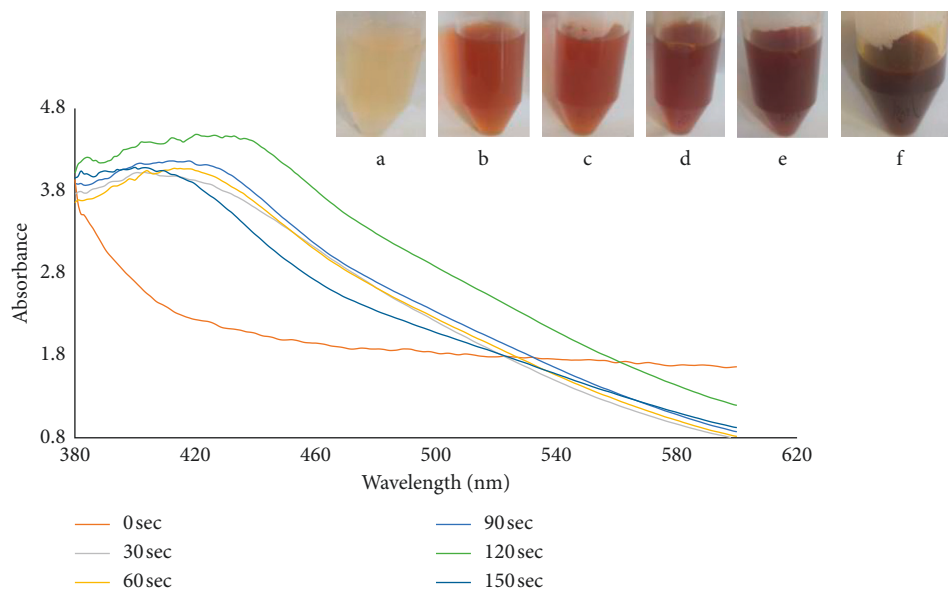 a b c d e f
4.8
3.8
2.8
1.8
0.8
Absorbance
380 420 460 500 540 580 620
Wavelength (nm)
0 sec 90 sec
30 sec 120 sec
60 sec 150 sec